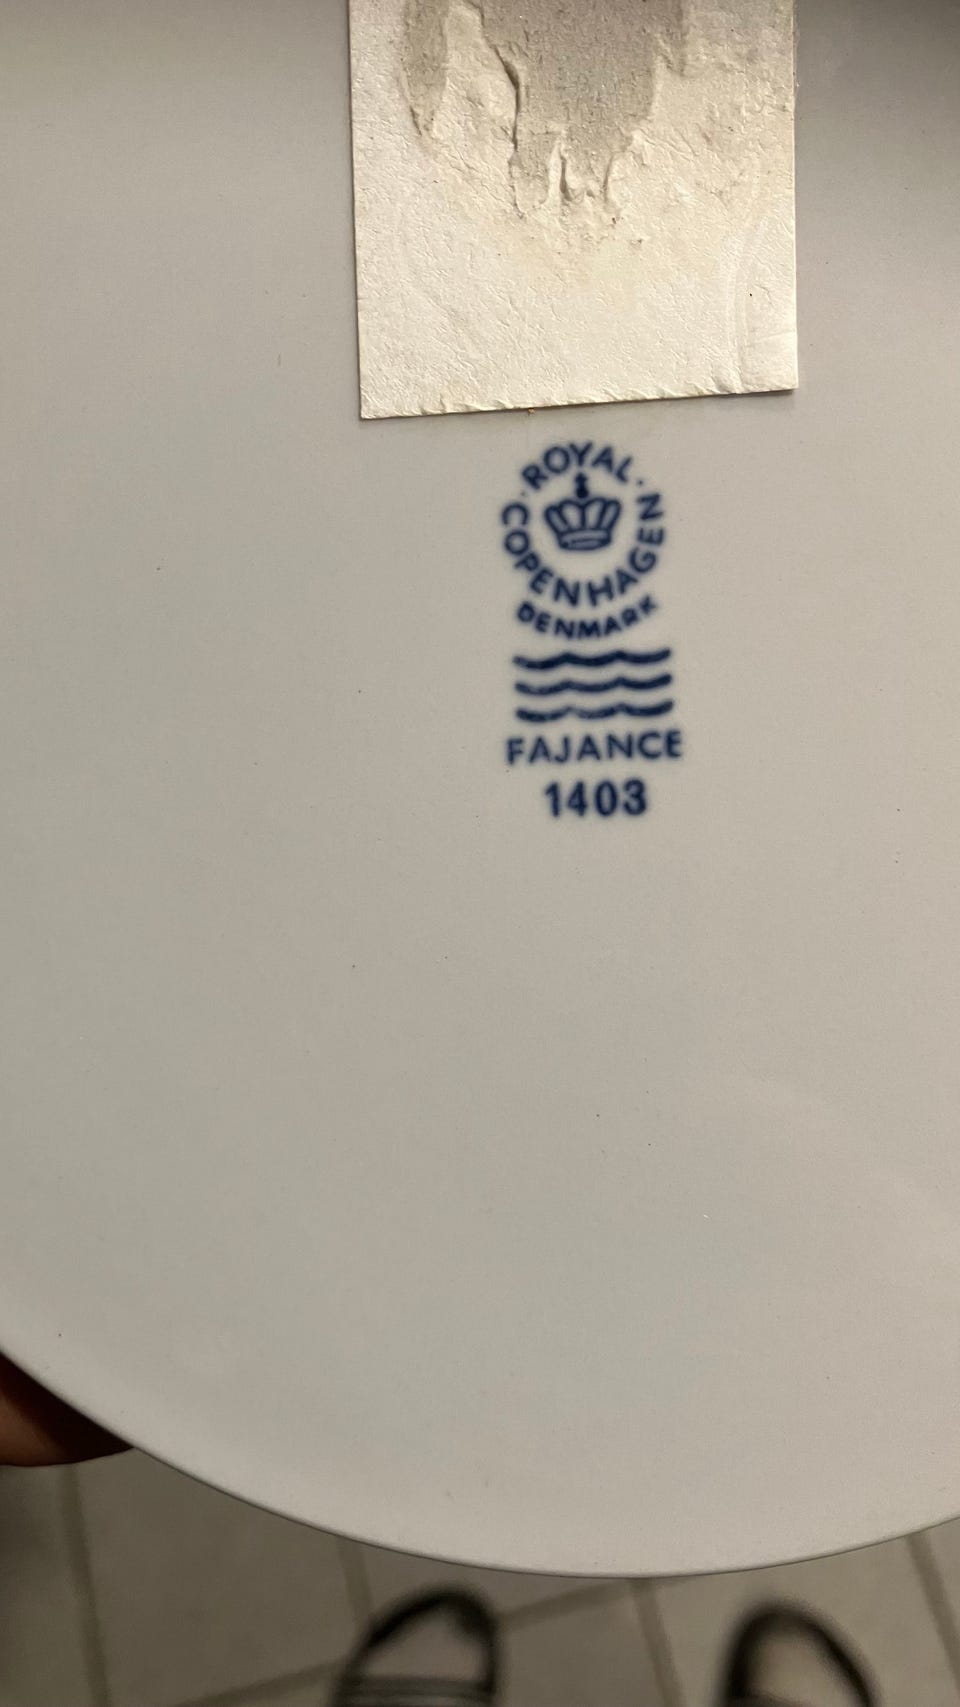 ROYAL
COPENHAGEN
DENMARK
FAJANCE
1403